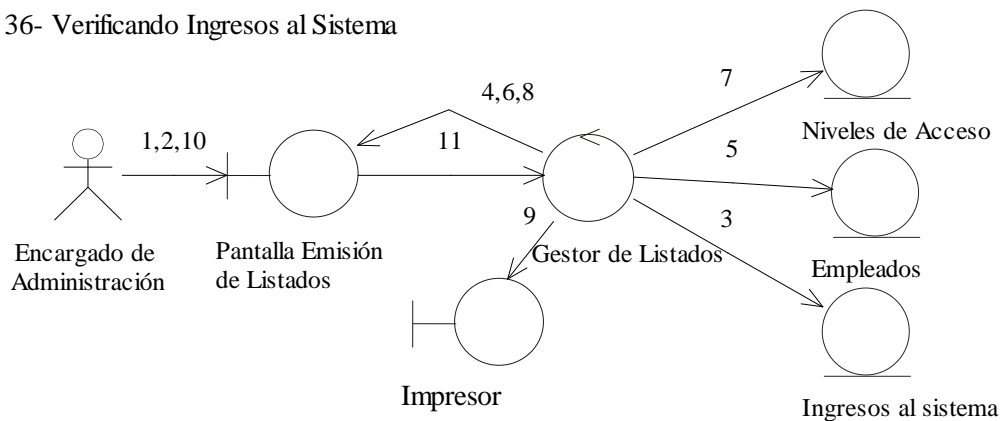 36- Verificando Ingresos al Sistema
7
4,6,8
Niveles de Acceso
1,2,10
11
5
9
3
Gestor de Listados
Encargado de
Administración
Pantalla Emisión
de Listados
Empleados
Impresor
Ingresos al sistema